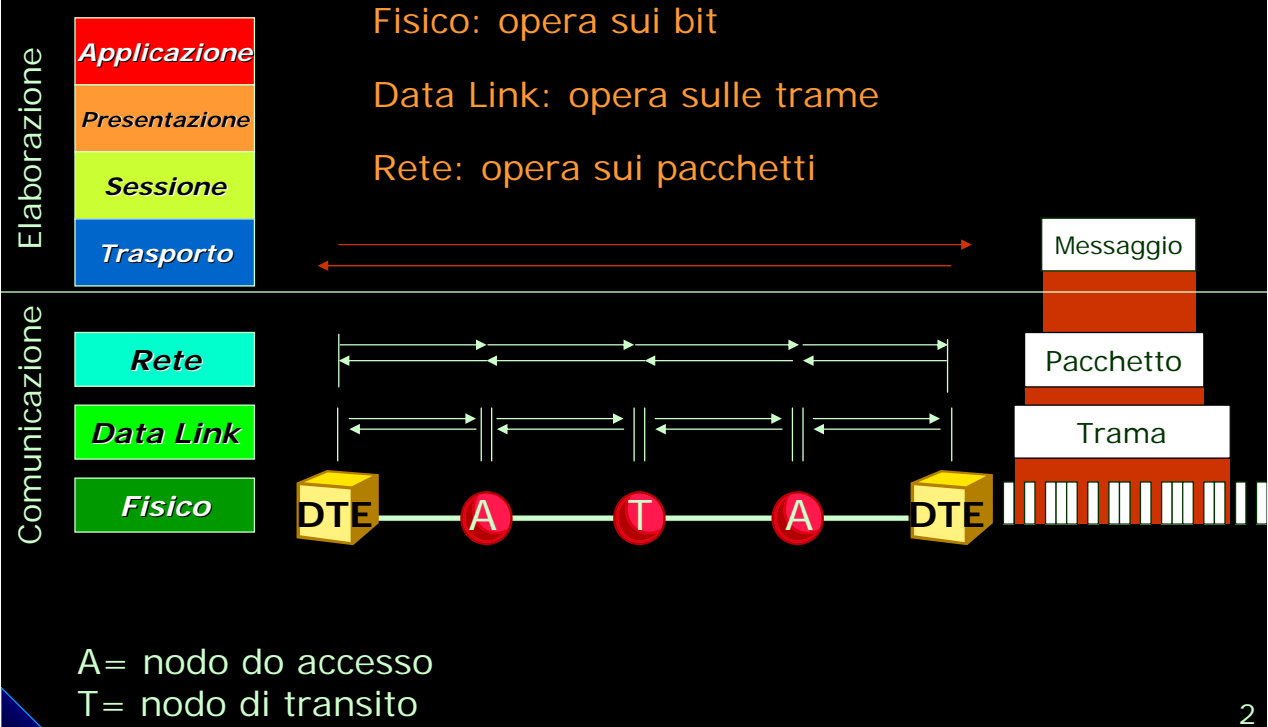 Fisico: opera sui bit
Data Link: opera sulle trame
Rete: opera sui pacchetti
Elaborazione
Applicazione
Presentazione
Sessione
Trasporto
Messaggio
Comunicazione
Rete
Pacchetto
Data Link
Trama
Fisico
DTE
A
T
A
DTE
A= nodo do accesso
T= nodo di transito
2